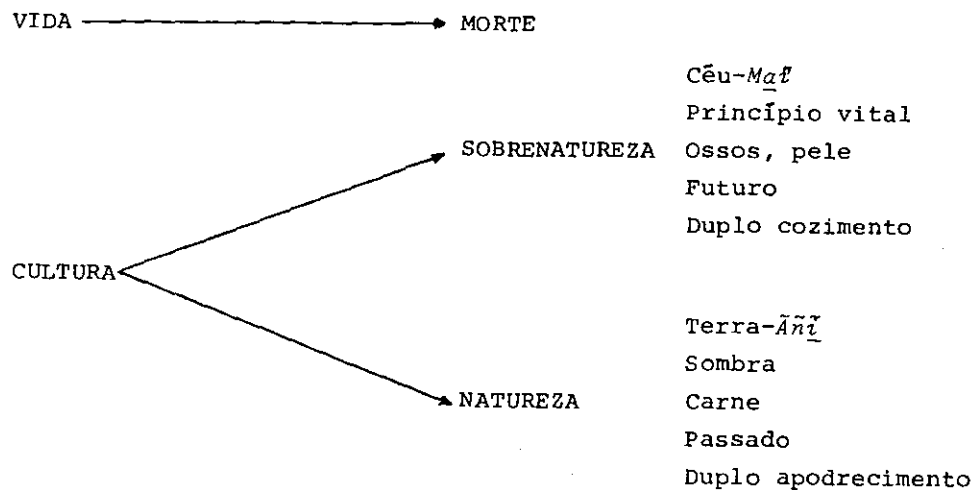 VIDA MORTE
Céu-Maɨ̃
Princípio vital
SOBRENATUREZA Ossos, pele
Futuro
Duplo cozimento
CULTURA
Terra-Ãñĩ
Sombra
NATUREZA Carne
Passado
Duplo apodrecimento